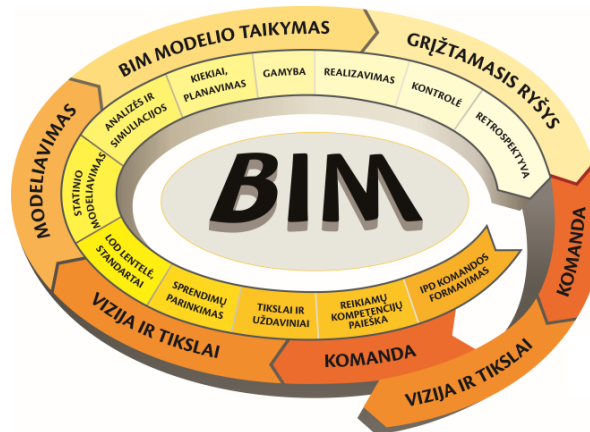 BIM MODELIO TAIKYMAS
GRĮŽTAMASIS RYŠYS
KOMANDA
VIZIJA IR TIKSLAI
KOMANDA
VIZIJA IR TIKSLAI
MODELIAVIMAS
IPD KOMANDOS
FORMAVIMAS
REIKIAMŲ
KOMPETENCIJŲ
PAIEŠKA
TIKSLAI IR
UŽDAVINIAI
SPRENDIMŲ
PARINKIMAS
LOD LENTELĖ,
STANDARTAI
STATINIO
MODELIAVIMAS
ANALIZĖS IR
SIMULIACIJOS
KIEKIAI,
PLANAVIMAS
GAMYBA
REALIZAVIMAS
KONTROLĖ
RETROSPEKTYVA
BIM